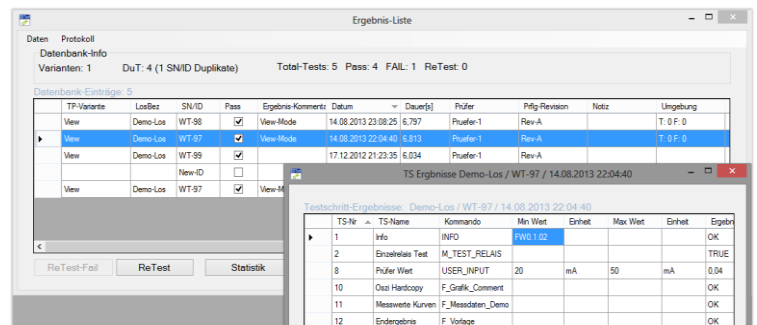 Ergebnis-Liste
Daten Protokoll
Datenbank-Info
Varianten: 1 DuT: 4 (1 SN/ID Duplikate) Total-Tests: 5 Pass: 4 FAIL: 1 ReTest: 0
Datenbank-Einträge: 5
TP-Variante LosBez SN/ID Pass Ergebnis-Kommenta Datum Dauer[s] Prüfer Prflg-Revision Notiz Umgebung
View Demo-Los WT-98 View-Mode 14.08.2013 23:08:25 6,797 Pruefer-1 Rev-A T: 0 F: 0
View Demo-Los WT-97 View-Mode 14.08.2013 22:04:40 6,813 Pruefer-1 Rev-A T: 0 F: 0
View Demo-Los WT-99 17.12.2012 21:23:35 6,034 Pruefer-1 Rev-A
New-ID
View Demo-Los WT-97 View-M
ReTest-Fail ReTest Statistik
TS Ergbnisse Demo-Los / WT-97 / 14.08.2013 22:04:40
Testschritt-Ergebnisse: Demo-Los / WT-97 / 14.08.2013 22:04:40
TS-Nr TS-Name Kommando Min Wert Einheit Max Wert Einheit Ergebn
1 Info INFO FW0.1.02 OK
2 Einzelrelais Test M_TEST_RELAIS TRUE
8 Prüfer Wert USER_INPUT 20 mA 50 mA 0,04
10 Oszi Hardcopy F_Grafik_Comment OK
11 Messwerte Kurven F_Messdaten_Demo OK
12 Endergebnis F_Vorlage OK